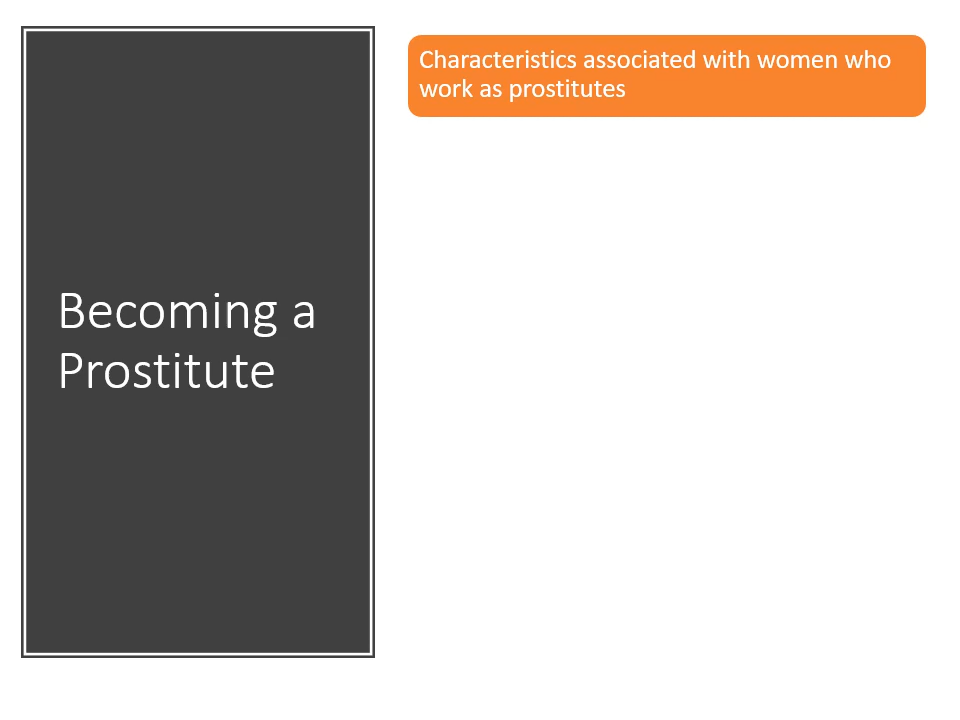 Becoming a
Prostitute
Characteristics associated with women who
work as prostitutes